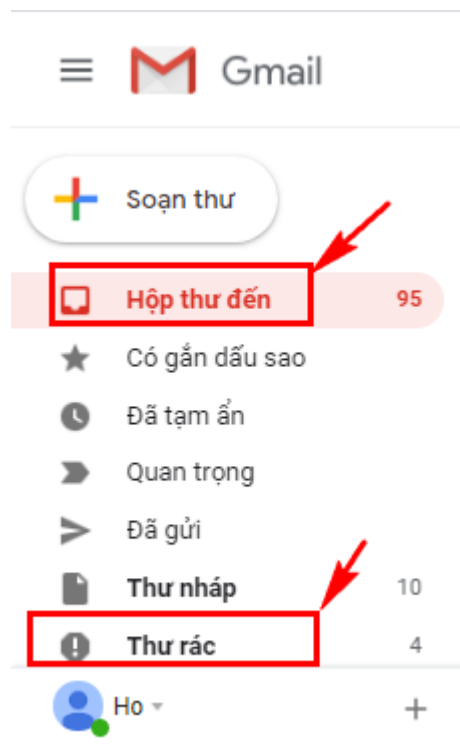 Gmail
Soạn thư
Hộp thư đến 95
Có gắn dấu sao
Đã tạm ẩn
Quan trọng
Đã gửi
Thư nháp 10
Thư rác 4
Ho